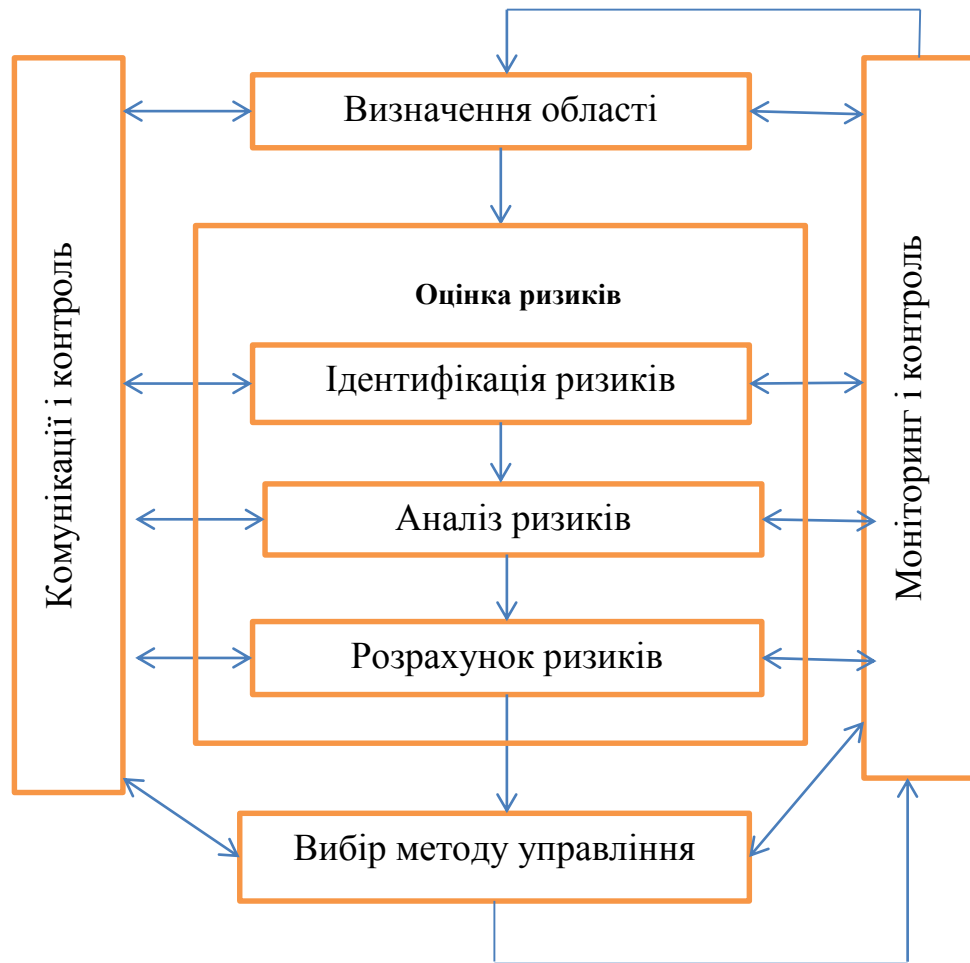 Визначення області
Комунікації і контроль
Моніторинг і контроль
Оцінка ризиків
Ідентифікація ризиків
Аналіз ризиків
Розрахунок ризиків
Вибір методу управління